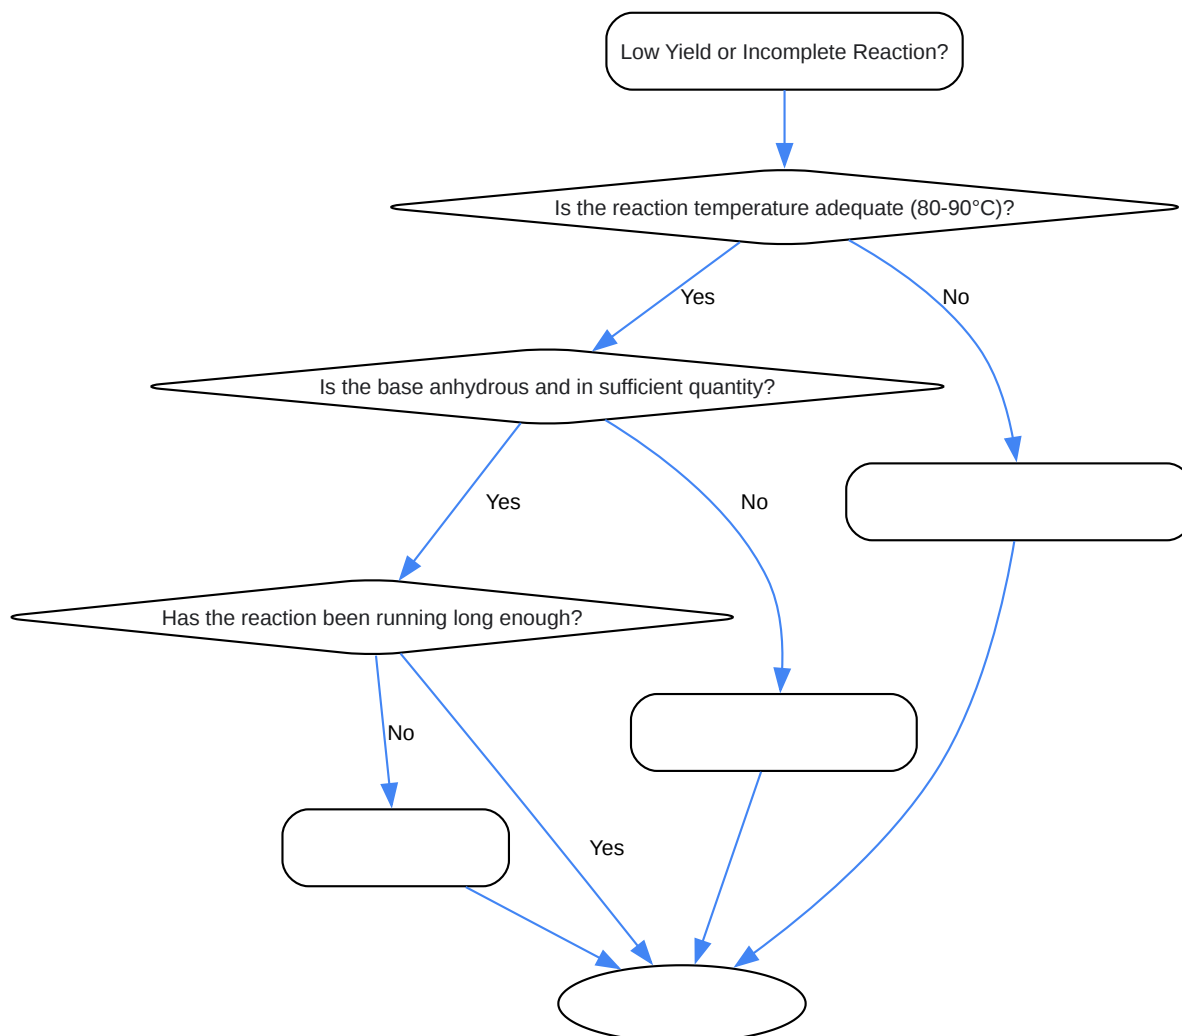 Low Yield or Incomplete Reaction?
Is the reaction temperature adequate (80-90°C)?
Yes
No
Is the base anhydrous and in sufficient quantity?
Yes
No
Has the reaction been running long enough?
No
Yes